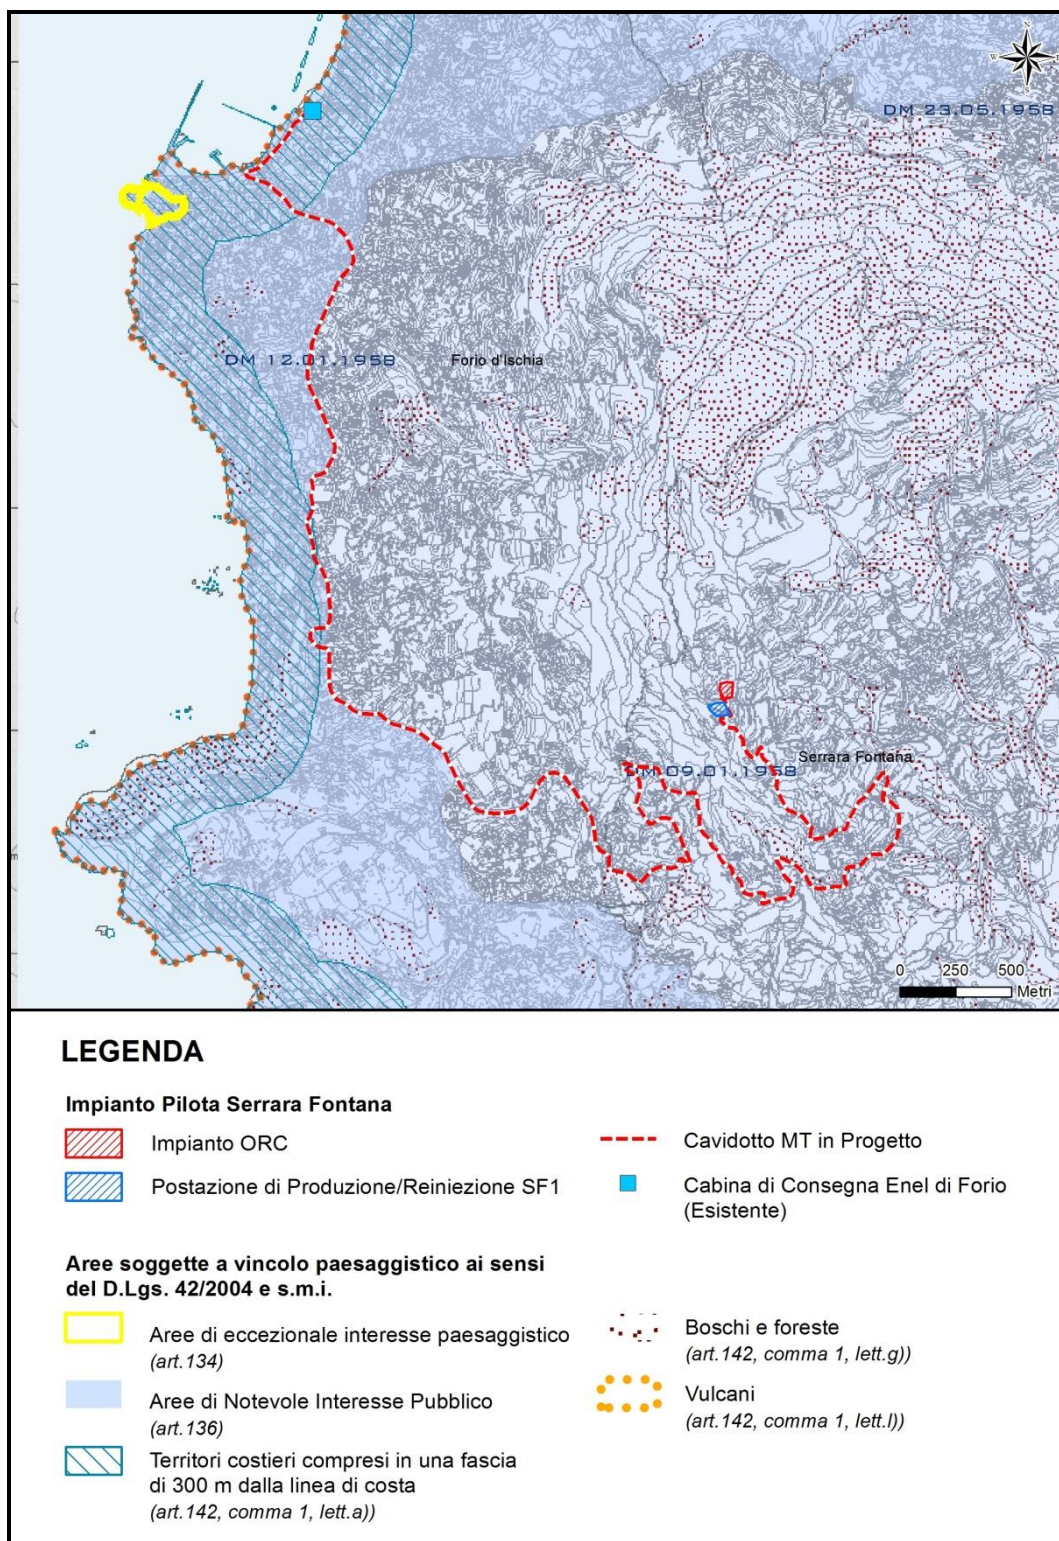 N
W
E
S
DM 23.05.1958
DM 12.01.1958
Forio d'Ischia
Serrara Fontana
DM 09.01.1958
0 250 500
Metri
LEGENDA
Impianto Pilota Serrara Fontana
Impianto ORC
Postazione di Produzione/Reiniezione SF1
Cavidotto MT in Progetto
Cabina di Consegna Enel di Forio
(Esistente)
Aree soggette a vincolo paesaggistico ai sensi
del D.Lgs. 42/2004 e s.m.i.
Aree di eccezionale interesse paesaggistico
(art.134)
Aree di Notevole Interesse Pubblico
(art.136)
Territori costieri compresi in una fascia
di 300 m dalla linea di costa
(art.142, comma 1, lett.a))
Boschi e foreste
(art.142, comma 1, lett.g))
Vulcani
(art.142, comma 1, lett.l))